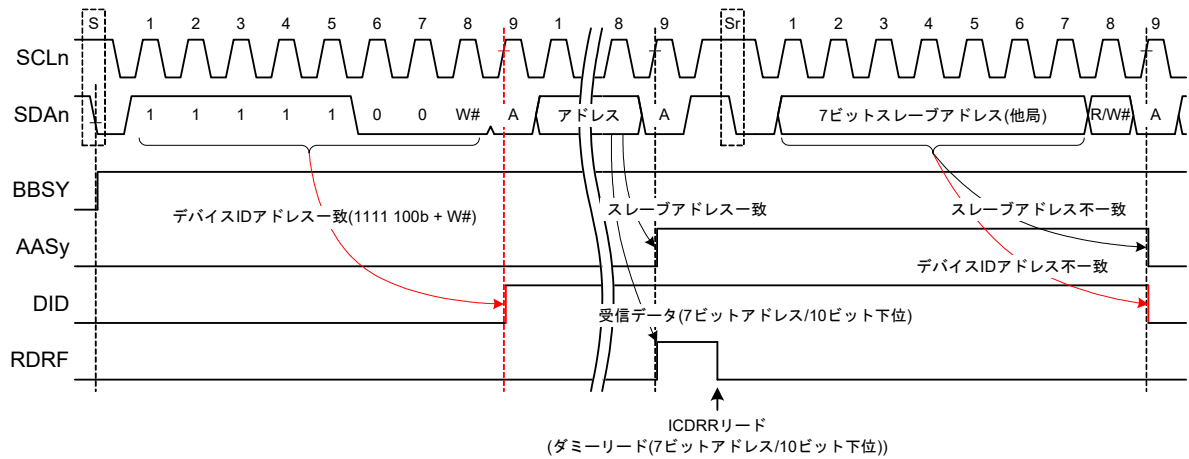 S 1 2 3 4 5 6 7 8 9 1 8 9 Sr 1 2 3 4 5 6 7 8 9
SCLn
SDAn 1 1 1 1 1 0 0 W# A アドレス A 7ビットスレーブアドレス(他局) R/W# A
BBSY
デバイスIDアドレス一致(1111 100b + W#) スレーブアドレス一致 スレーブアドレス不一致
AASy
デバイスIDアドレス不一致
DID
受信データ(7ビットアドレス/10ビット下位)
RDRF
ICDRRリード
(ダミーリード(7ビットアドレス/10ビット下位))